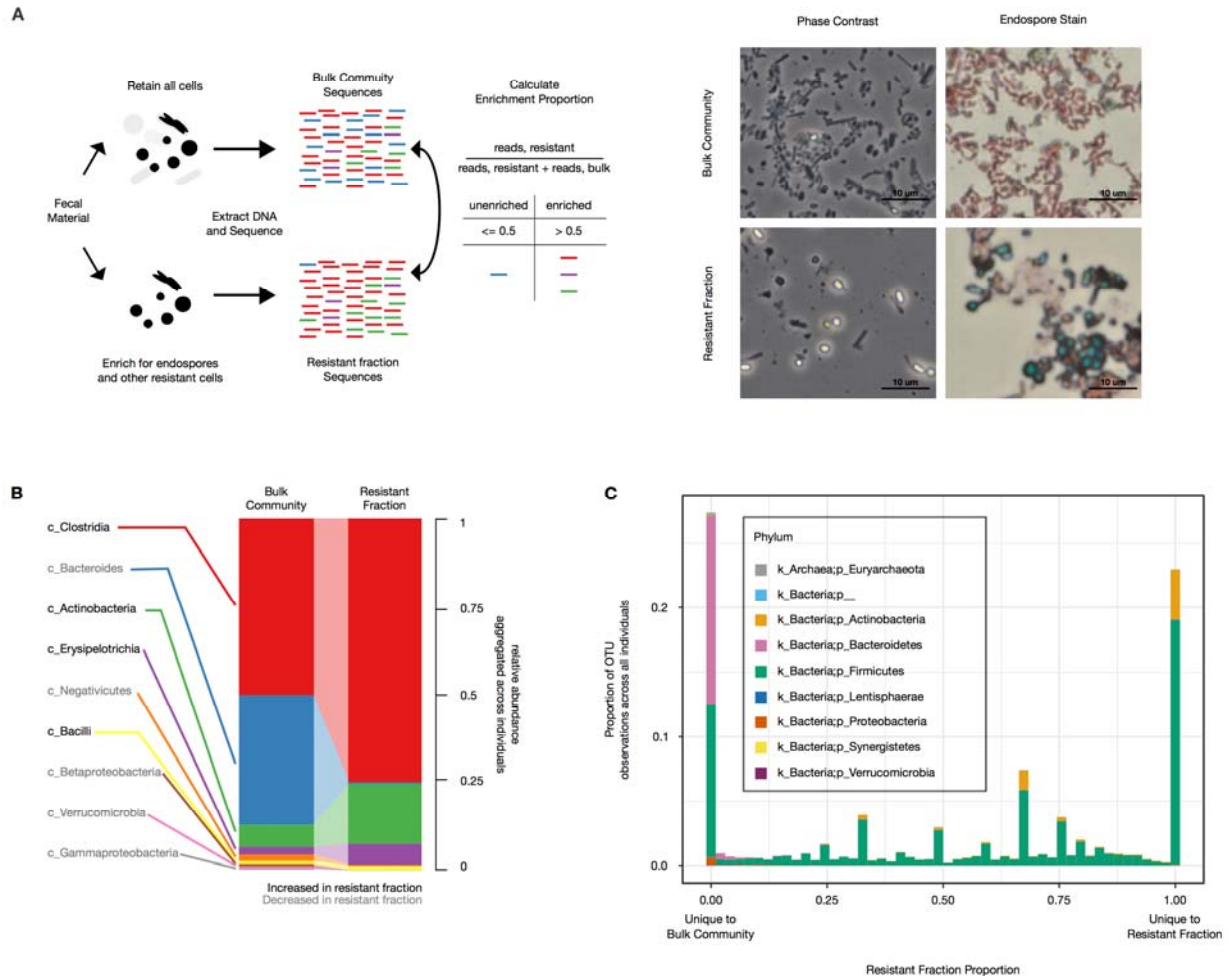 A
Retain all cells
Bulk Commuity
Sequences
Calculate
Enrichment Proportion
reads, resistant
reads, resistant + reads, bulk
unenriched
enriched
<= 0.5
> 0.5
Fecal
Material
Extract DNA
and Sequence
Enrich for endospores
and other resistant cells
Resistant fraction
Sequences
Phase Contrast
Endospore Stain
Bulk Community
10 um
10 um
Resistant Fraction
10 um
10 um
B
Bulk
Community
Resistant
Fraction
c_Clostridia
c_Bacteroides
c_Actinobacteria
c_Erysipelotrichia
c_Negativicutes
c_Bacilli
c_Betaproteobacteria
c_Verrucomicrobia
c_Gammaproteobacteria
1
0.75
0.5
0.25
0
relative abundance
aggregated across individuals
Increased in resistant fraction
Decreased in resistant fraction
C
Proportion of OTU
observations across all individuals
0.2
0.1
0.0
Phylum
k_Archaea;p_Euryarchaeota
k_Bacteria;p__
k_Bacteria;p_Actinobacteria
k_Bacteria;p_Bacteroidetes
k_Bacteria;p_Firmicutes
k_Bacteria;p_Lentisphaerae
k_Bacteria;p_Proteobacteria
k_Bacteria;p_Synergistetes
k_Bacteria;p_Verrucomicrobia
0.00
0.25
0.50
0.75
1.00
Unique to
Bulk Community
Unique to
Resistant Fraction
Resistant Fraction Proportion